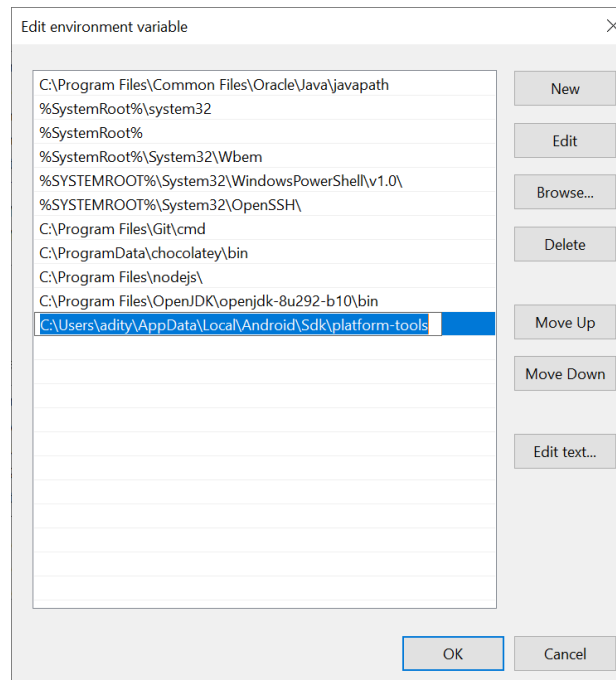 Edit environment variable
C:\Program Files\Common Files\Oracle\Java\javapath
%SystemRoot%\system32
%SystemRoot%
%SystemRoot%\System32\Wbem
%SYSTEMROOT%\System32\WindowsPowerShell\v1.0\
%SYSTEMROOT%\System32\OpenSSH\
C:\Program Files\Git\cmd
C:\ProgramData\chocolatey\bin
C:\Program Files\nodejs\
C:\Program Files\OpenJDK\openjdk-8u292-b10\bin
C:\Users\adity\AppData\Local\Android\Sdk\platform-tools
New
Edit
Browse...
Delete
Move Up
Move Down
Edit text...
OK
Cancel